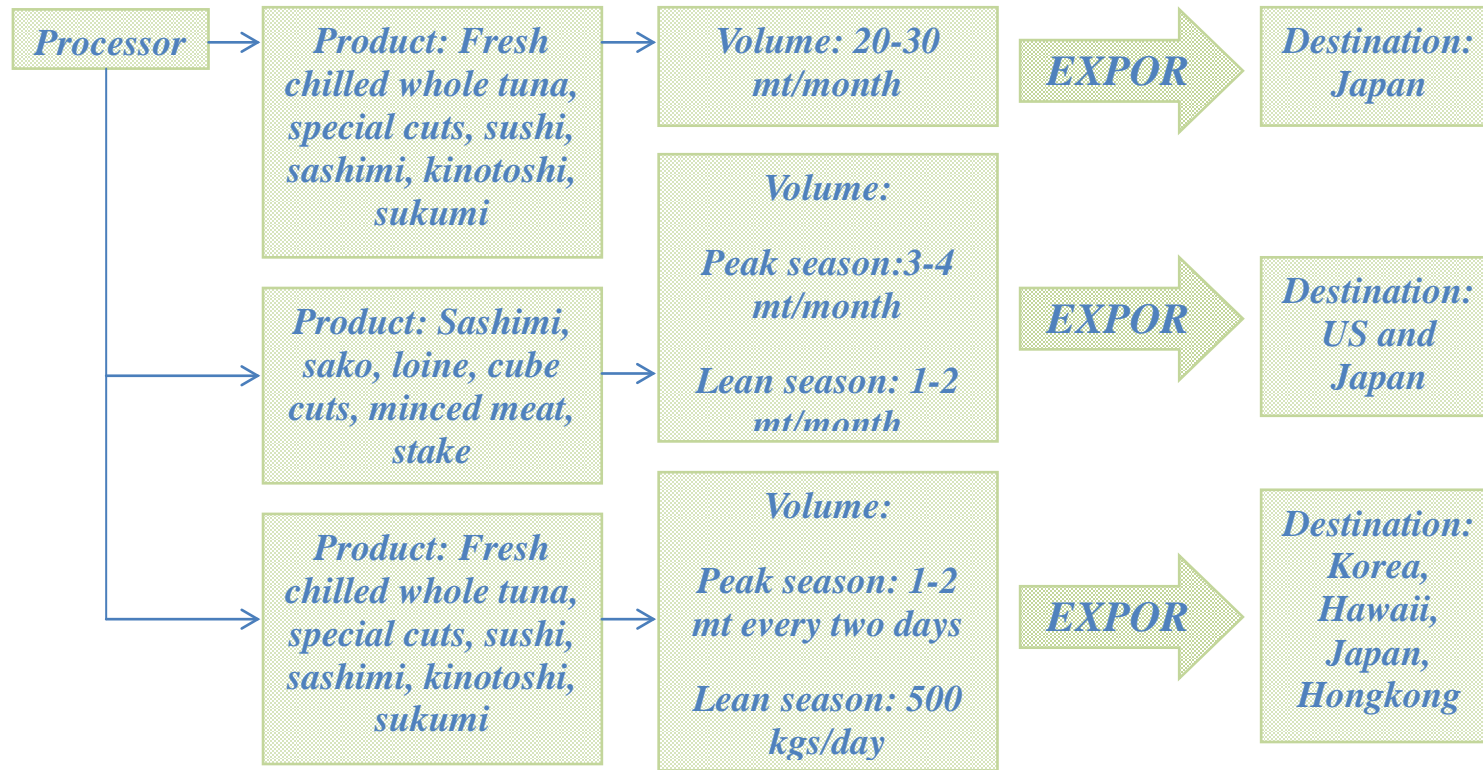 Processor
Product: Fresh
chilled whole tuna,
special cuts, sushi,
sashimi, kinotoshi,
sukumi
Volume: 20-30
mt/month
EXPOR
Destination:
Japan
Product: Sashimi,
sako, loine, cube
cuts, minced meat,
stake
Volume:
Peak season:3-4
mt/month
Lean season: 1-2
mt/month
EXPOR
Destination:
US and
Japan
Product: Fresh
chilled whole tuna,
special cuts, sushi,
sashimi, kinotoshi,
sukumi
Volume:
Peak season: 1-2
mt every two days
Lean season: 500
kgs/day
EXPOR
Destination:
Korea,
Hawaii,
Japan,
Hongkong